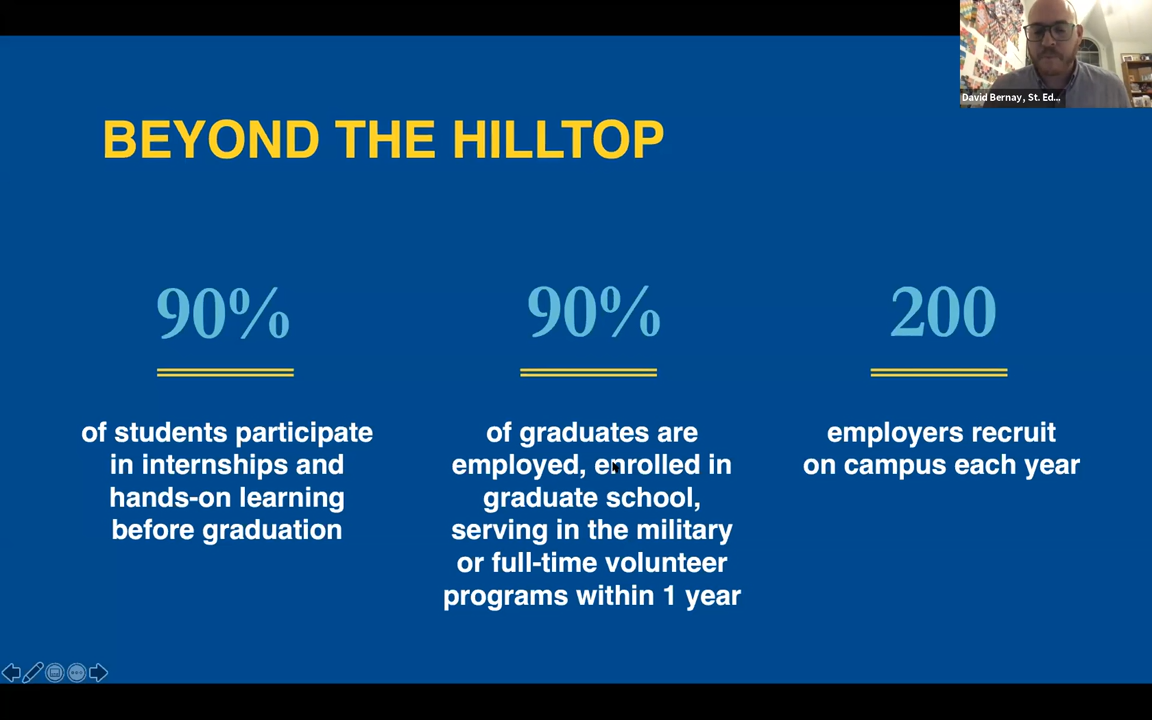 David Bernay, St. Ed...
BEYOND THE HILLTOP
90%
of students participate
in internships and
hands-on learning
before graduation
90%
of graduates are
employed, enrolled in
graduate school,
serving in the military
or full-time volunteer
programs within 1 year
200
employers recruit
on campus each year